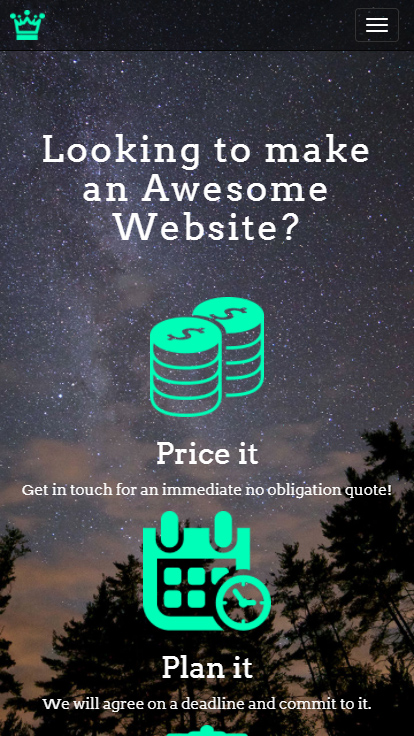 Looking to make
an Awesome
Website?
Price it
Get in touch for an immediate no obligation quote!
Plan it
We will agree on a deadline and commit to it.